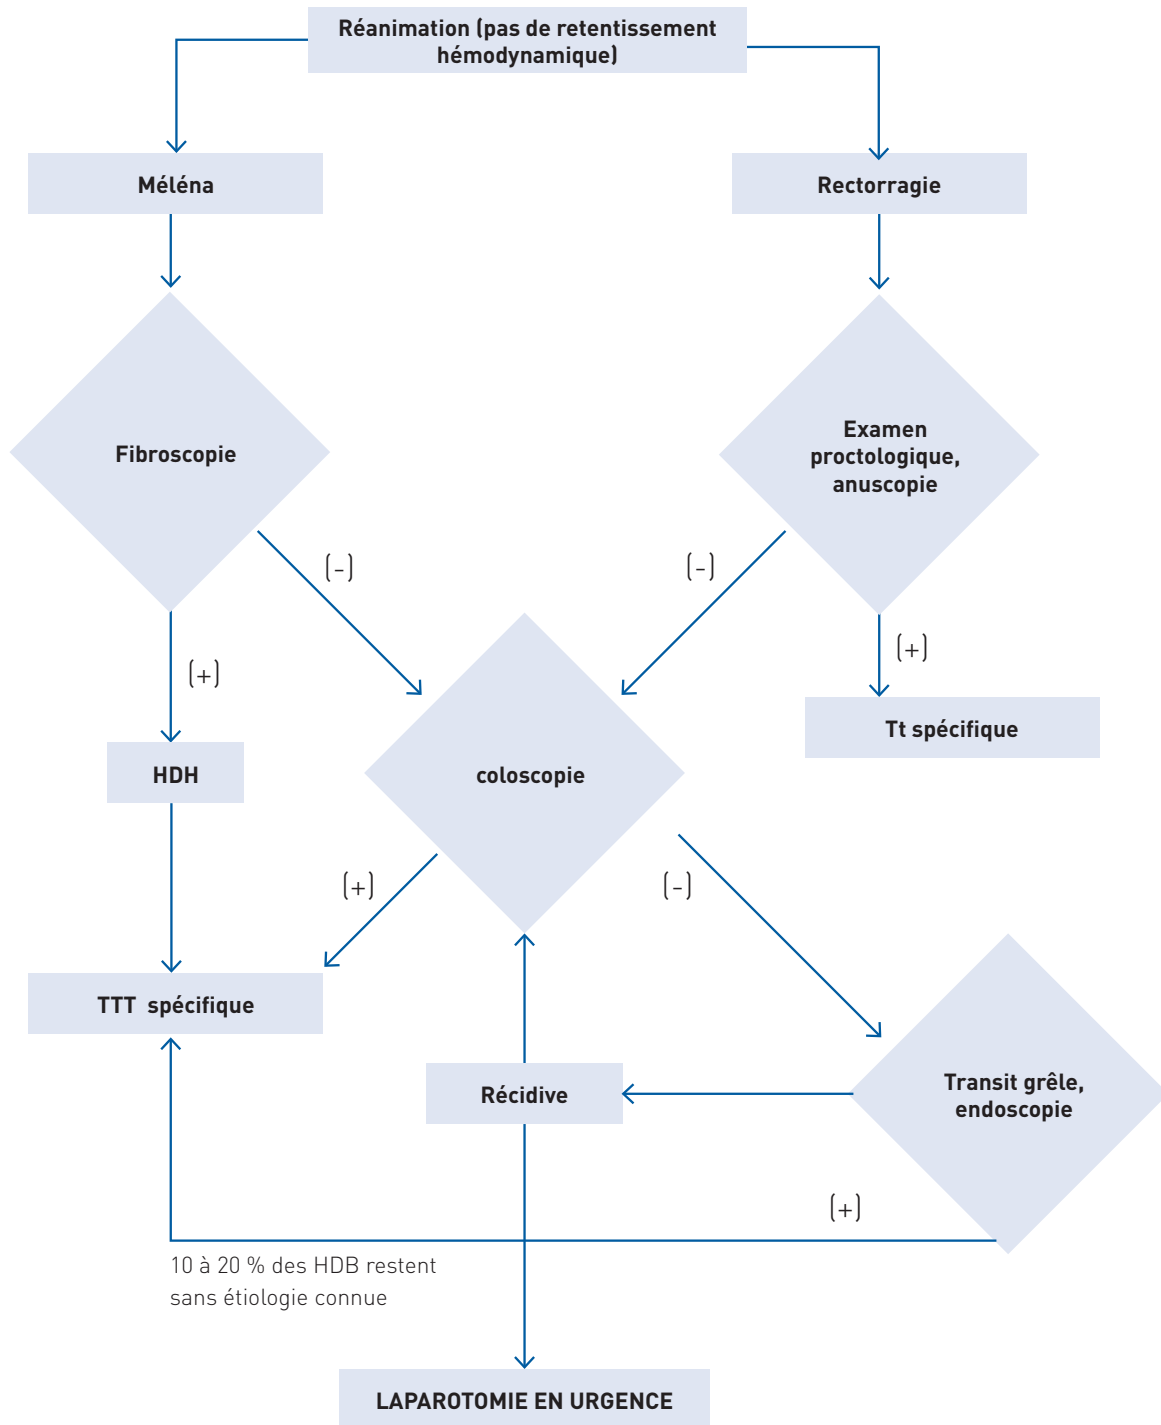 Réanimation (pas de retentissement
hémodynamique)
Méléna
Rectorragie
Fibroscopie
Examen
proctologique,
anuscopie
(-)
(-)
(+)
(+)
Tt spécifique
HDH
coloscopie
(+)
(-)
TTT spécifique
Récidive
Transit grêle,
endoscopie
(+)
10 à 20 % des HDB restent
sans étiologie connue
LAPAROTOMIE EN URGENCE